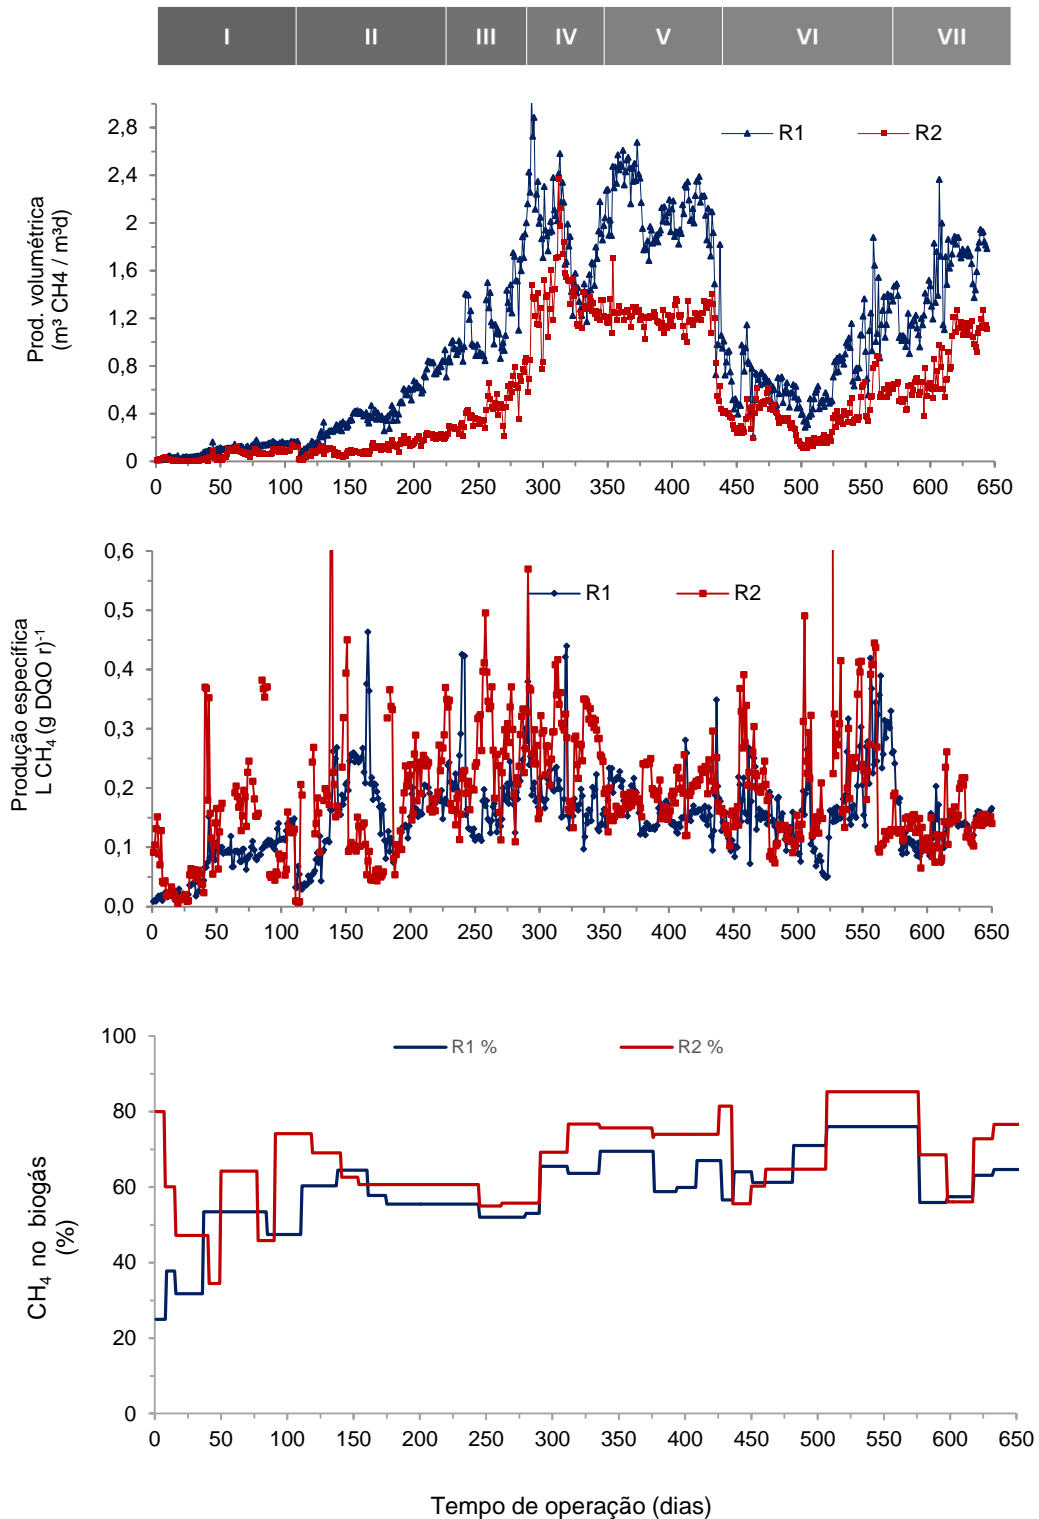 I II III IV V VI VII
2,8
2,4
2
1,6
1,2
0,8
0,4
0
Prod. volumétrica
(m³ CH4 / m³d)
R1 R2
0 50 100 150 200 250 300 350 400 450 500 550 600 650
0,6
0,5
0,4
0,3
0,2
0,1
0,0
Produção específica
L CH₄ (g DQO r)⁻¹
R1 R2
0 50 100 150 200 250 300 350 400 450 500 550 600 650
100
80
60
40
20
0
CH₄ no biogás
(%)
R1 % R2 %
0 50 100 150 200 250 300 350 400 450 500 550 600 650
Tempo de operação (dias)